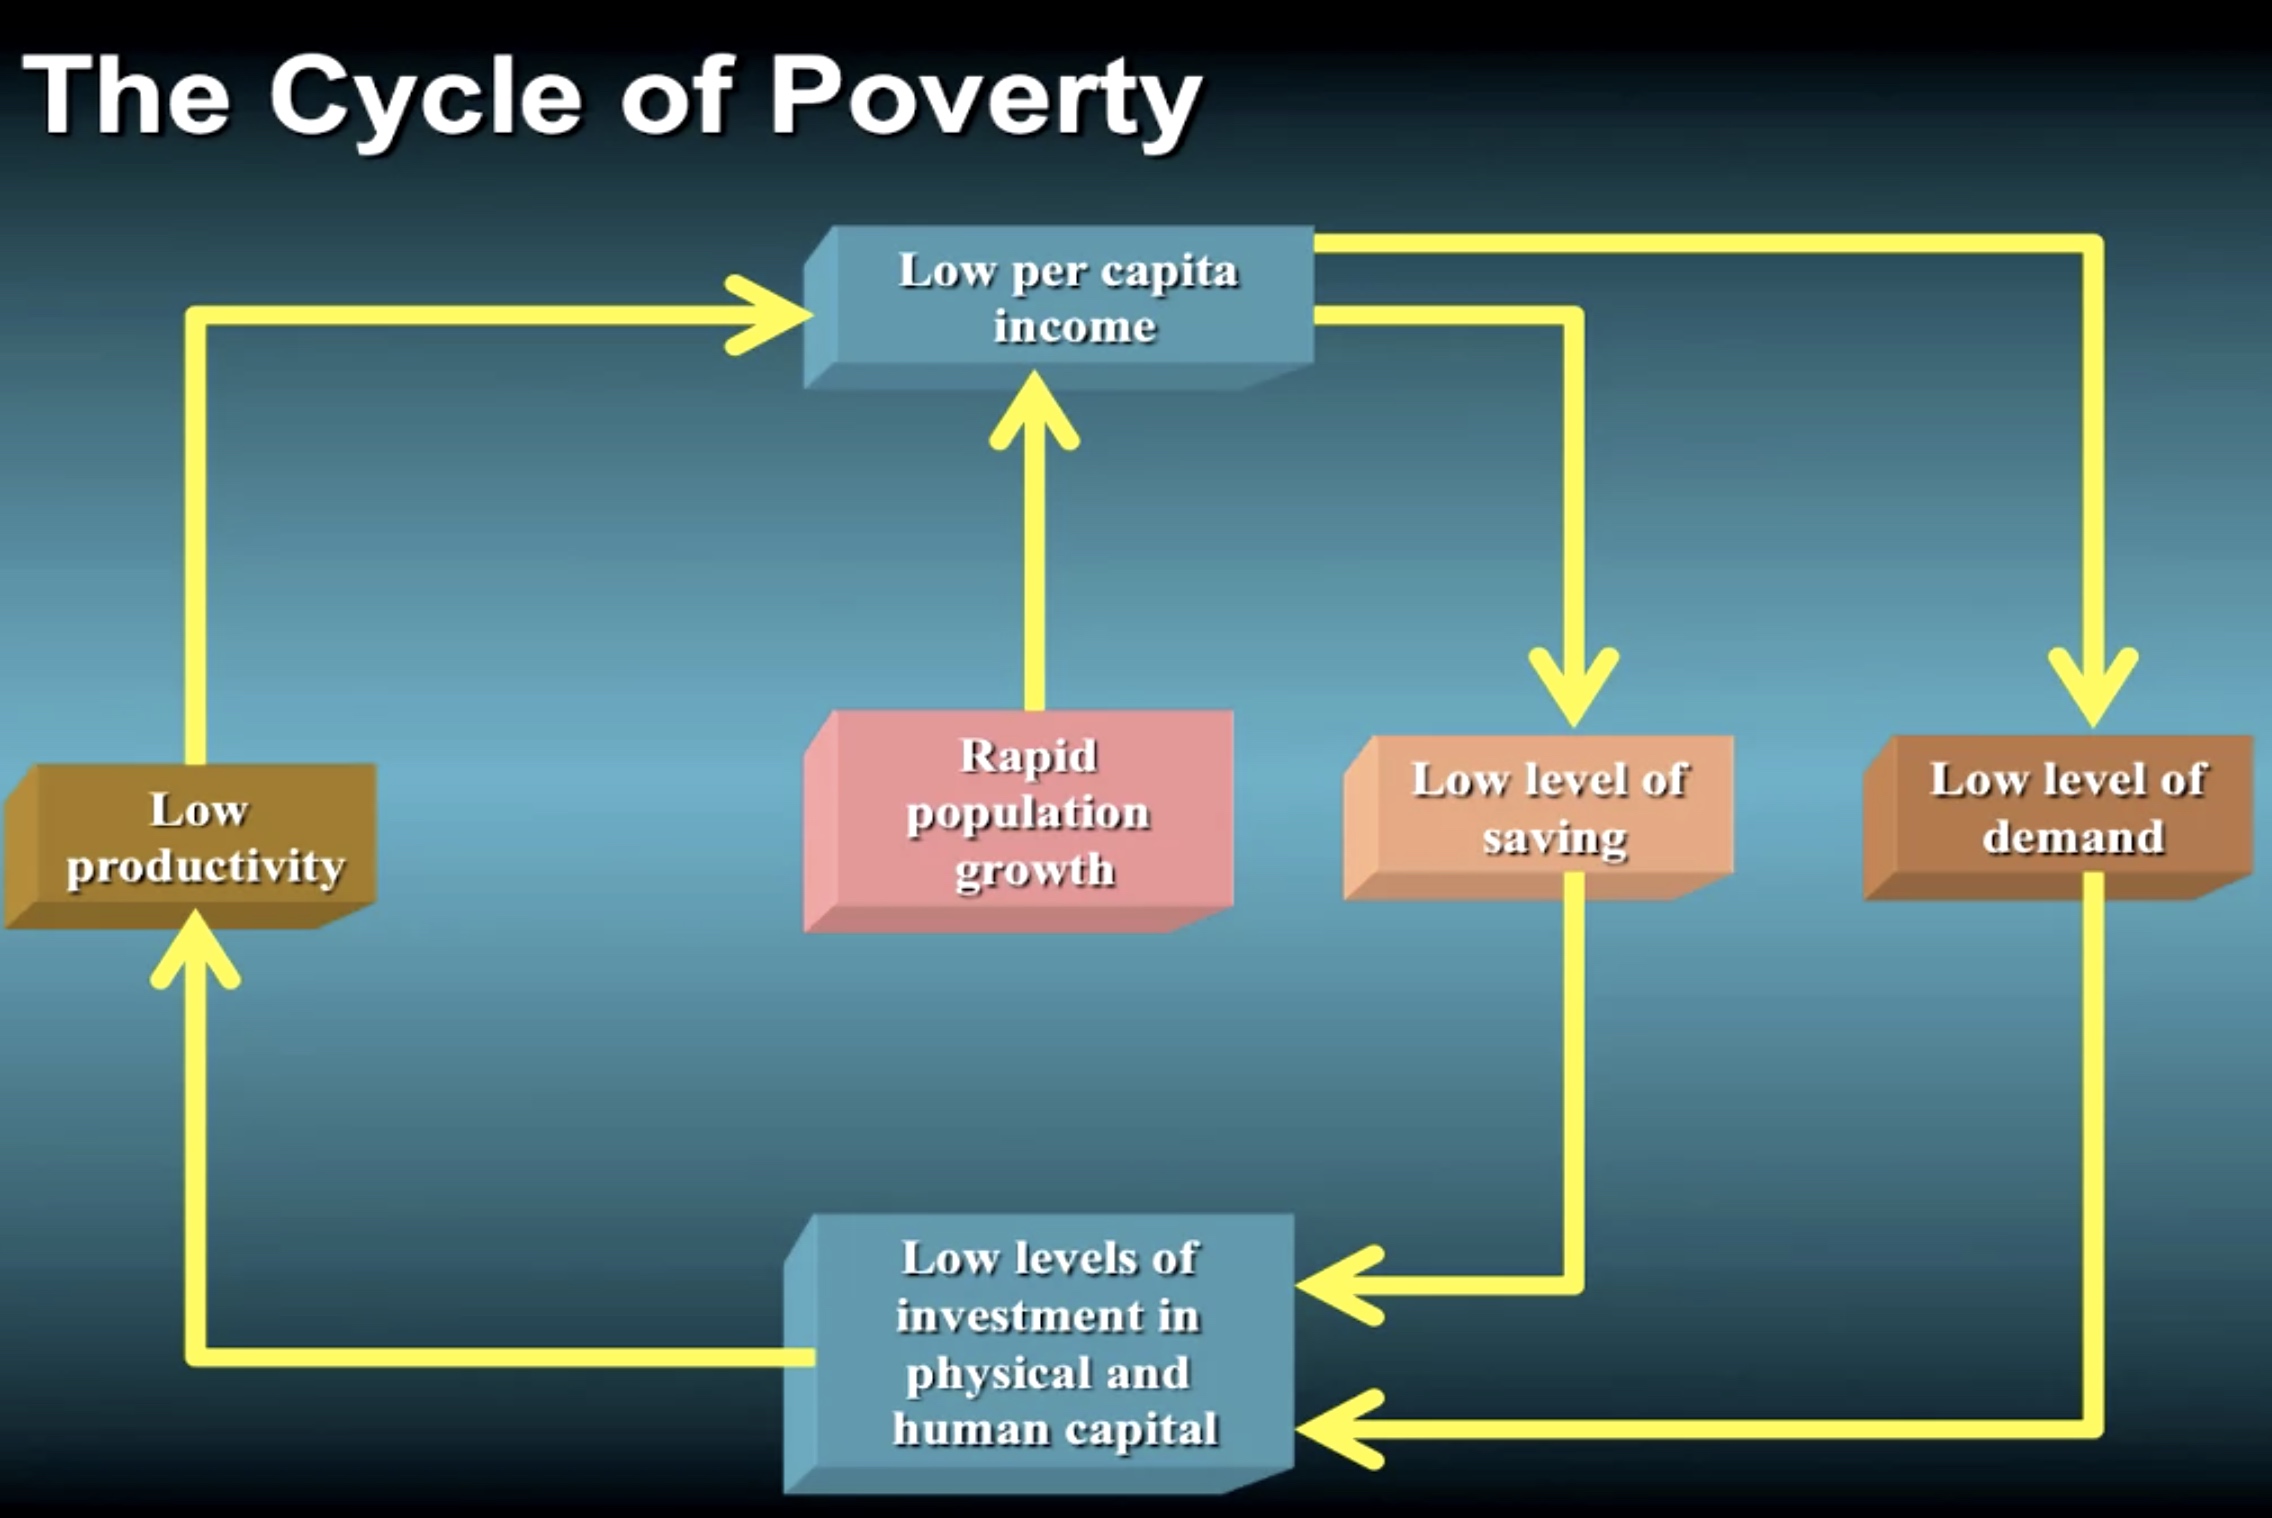 The Cycle of Poverty
Low per capita
income
Rapid
population
growth
Low level of
saving
Low level of
demand
Low
productivity
Low levels of
investment in
physical and
human capital